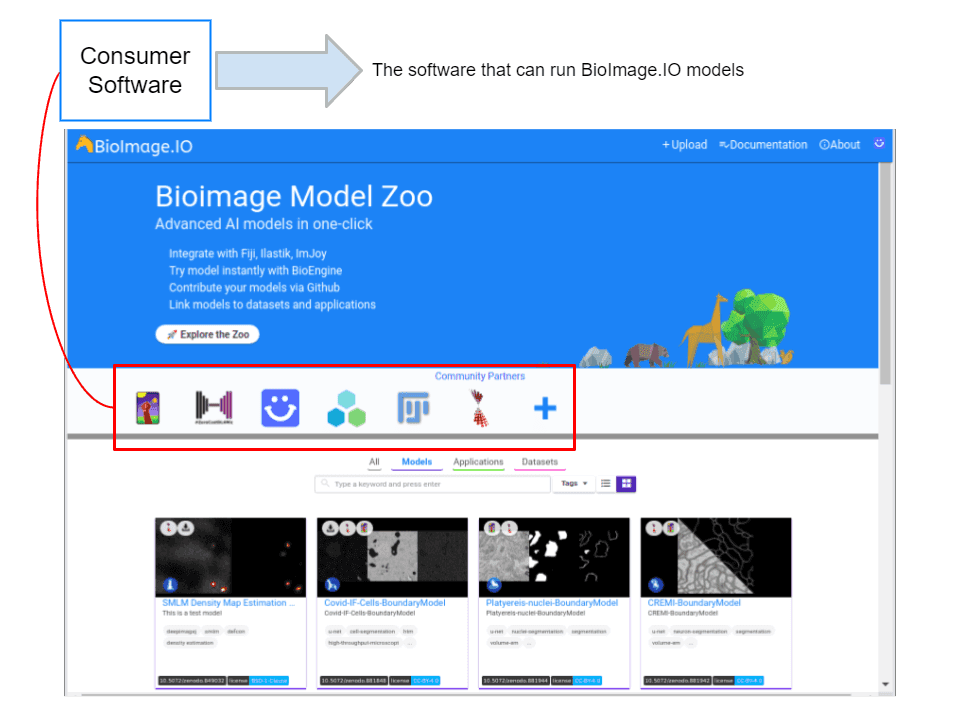 Consumer
Software
The software that can run BioImage.IO models
BioImage.IO
+Upload
Documentation
About
Bioimage Model Zoo
Advanced AI models in one-click
Integrate with Fiji, Ilastik, ImJoy
Try model instantly with BioEngine
Contribute your models via Github
Link models to datasets and applications
Explore the Zoo
Community Partners
All
Models
Applications
Datasets
Type a keyword and press enter
Tags
SMLM Density Map Estimation ...
This is a test model
deepimagej smlm defcon
density estimation
10.5072/zenodo.849032 license BSD-2-Clause
Covid-IF-Cells-BoundaryModel
Covid-IF-Cells-BoundaryModel
u-net cell-segmentation htm
high-throughput-microscopt ...
10.5072/zenodo.881848 license CC-BY-4.0
Platyereis-nuclei-BoundaryModel
Platyereis-nuclei-BoundaryModel
u-net nuclei-segmentation segmentation
volume-em ...
10.5072/zenodo.881944 license CC-BY-4.0
CREMI-BoundaryModel
CREMI-BoundaryModel
u-net neuron-segmentation segmentation
volume-em ...
10.5072/zenodo.881942 license CC-BY-4.0